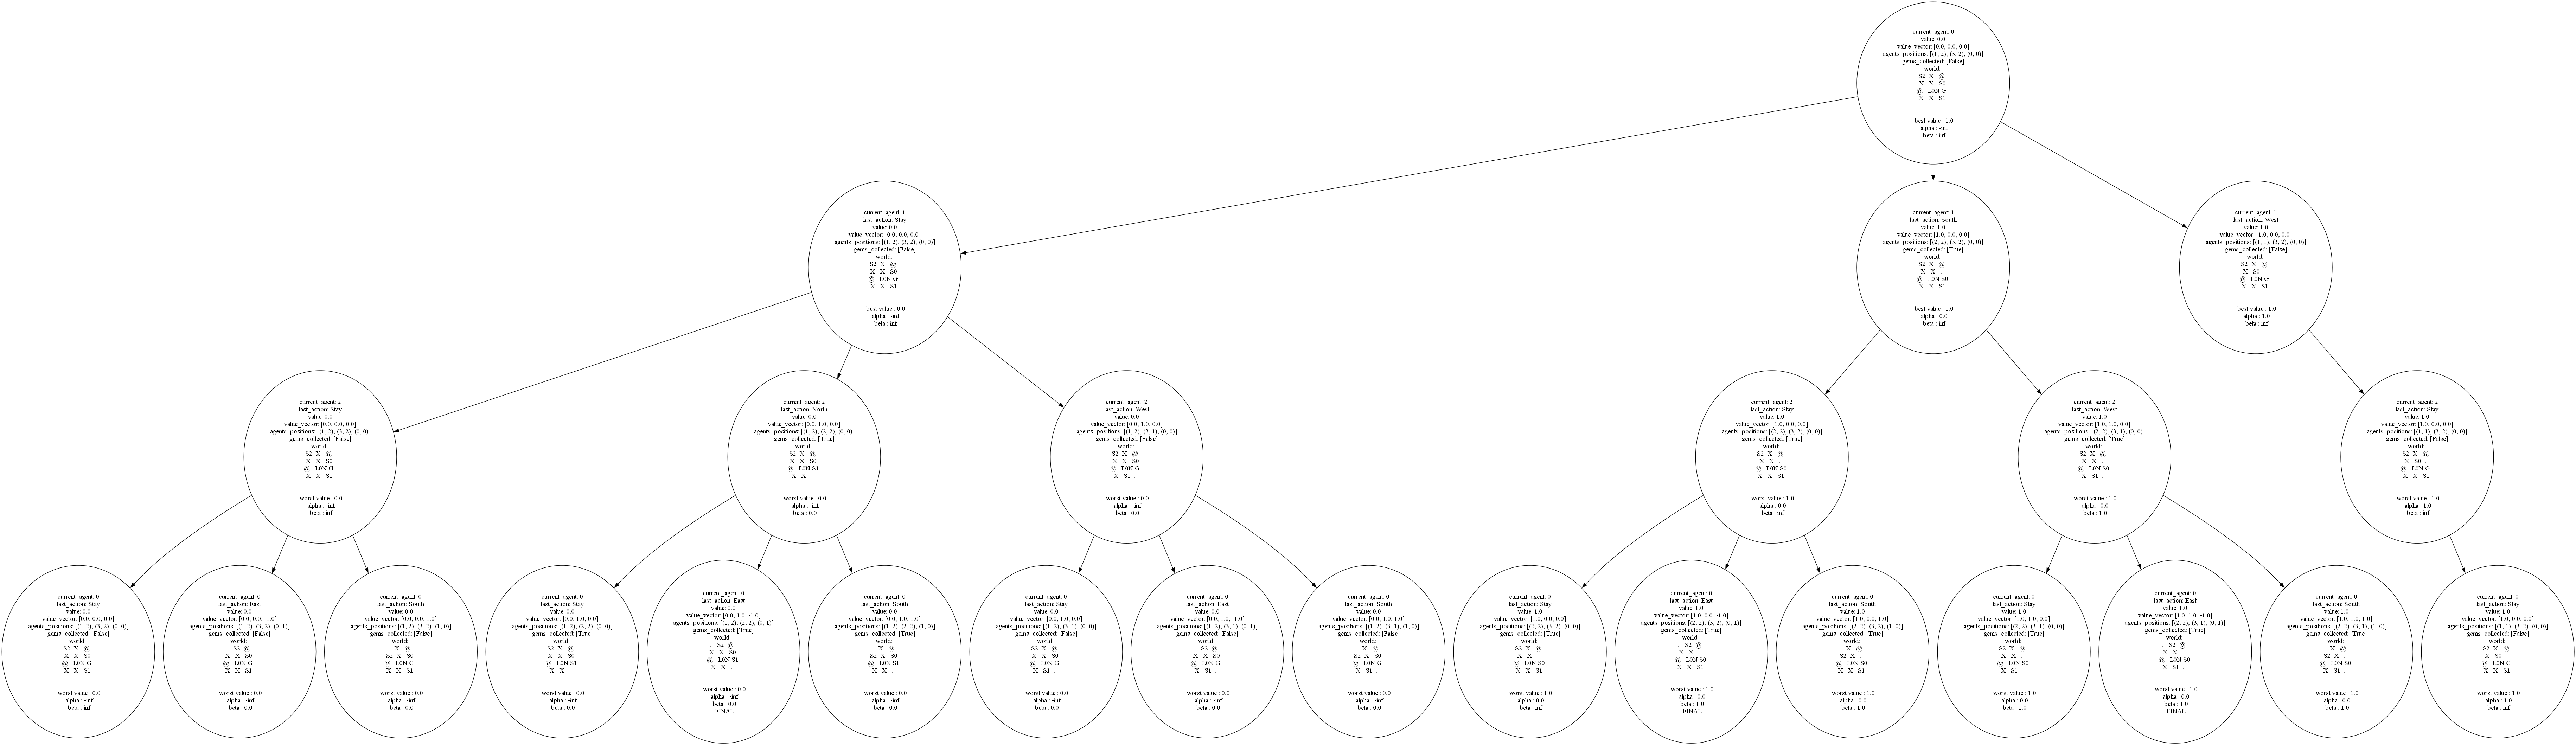 current_agent: 0
value: 0.0
value_vector: [0.0, 0.0, 0.0]
agents_positions: [(1, 2), (3, 2), (0, 0)]
gems_collected: [False]
world:
S2 X @
X X S0
@ L0N G
X X S1
best value : 1.0
alpha : -inf
beta : inf
current_agent: 1
last_action: Stay
value: 0.0
value_vector: [0.0, 0.0, 0.0]
agents_positions: [(1, 2), (3, 2), (0, 0)]
gems_collected: [False]
world:
S2 X @
X X S0
@ L0N G
X X S1
best value : 0.0
alpha : -inf
beta : inf
current_agent: 1
last_action: South
value: 1.0
value_vector: [1.0, 0.0, 0.0]
agents_positions: [(2, 2), (3, 2), (0, 0)]
gems_collected: [True]
world:
S2 X @
X X .
@ L0N S0
X X S1
best value : 1.0
alpha : 0.0
beta : inf
current_agent: 1
last_action: West
value: 1.0
value_vector: [1.0, 0.0, 0.0]
agents_positions: [(1, 1), (3, 2), (0, 0)]
gems_collected: [False]
world:
S2 X @
X S0 .
@ L0N G
X X S1
best value : 1.0
alpha : 1.0
beta : inf
current_agent: 2
last_action: Stay
value: 0.0
value_vector: [0.0, 0.0, 0.0]
agents_positions: [(1, 2), (3, 2), (0, 0)]
gems_collected: [False]
world:
S2 X @
X X S0
@ L0N G
X X S1
worst value : 0.0
alpha : -inf
beta : inf
current_agent: 2
last_action: North
value: 0.0
value_vector: [0.0, 1.0, 0.0]
agents_positions: [(1, 2), (2, 2), (0, 0)]
gems_collected: [True]
world:
S2 X @
X X S0
@ L0N S1
X X .
worst value : 0.0
alpha : -inf
beta : 0.0
current_agent: 2
last_action: West
value: 0.0
value_vector: [0.0, 1.0, 0.0]
agents_positions: [(1, 2), (3, 1), (0, 0)]
gems_collected: [False]
world:
S2 X @
X X S0
@ L0N G
X S1 .
worst value : 0.0
alpha : -inf
beta : 0.0
current_agent: 2
last_action: Stay
value: 1.0
value_vector: [1.0, 0.0, 0.0]
agents_positions: [(2, 2), (3, 2), (0, 0)]
gems_collected: [True]
world:
S2 X @
X X .
@ L0N S0
X X S1
worst value : 1.0
alpha : 0.0
beta : inf
current_agent: 2
last_action: West
value: 1.0
value_vector: [1.0, 1.0, 0.0]
agents_positions: [(2, 2), (3, 1), (0, 0)]
gems_collected: [True]
world:
S2 X @
X X .
@ L0N S0
X S1 .
worst value : 1.0
alpha : 0.0
beta : 1.0
current_agent: 2
last_action: Stay
value: 1.0
value_vector: [1.0, 0.0, 0.0]
agents_positions: [(1, 1), (3, 2), (0, 0)]
gems_collected: [False]
world:
S2 X @
X S0 .
@ L0N G
X X S1
worst value : 1.0
alpha : 1.0
beta : inf
current_agent: 0
last_action: Stay
value: 0.0
value_vector: [0.0, 0.0, 0.0]
agents_positions: [(1, 2), (3, 2), (0, 0)]
gems_collected: [False]
world:
S2 X @
X X S0
@ L0N G
X X S1
worst value : 0.0
alpha : -inf
beta : inf
current_agent: 0
last_action: East
value: 0.0
value_vector: [0.0, 0.0, -1.0]
agents_positions: [(1, 2), (3, 2), (0, 1)]
gems_collected: [False]
world:
. S2 @
X X S0
@ L0N G
X X S1
worst value : 0.0
alpha : -inf
beta : 0.0
current_agent: 0
last_action: South
value: 0.0
value_vector: [0.0, 0.0, 1.0]
agents_positions: [(1, 2), (3, 2), (1, 0)]
gems_collected: [False]
world:
. X @
S2 X S0
@ L0N G
X X S1
worst value : 0.0
alpha : -inf
beta : 0.0
current_agent: 0
last_action: Stay
value: 0.0
value_vector: [0.0, 1.0, 0.0]
agents_positions: [(1, 2), (2, 2), (0, 0)]
gems_collected: [True]
world:
S2 X @
X X S0
@ L0N S1
X X .
worst value : 0.0
alpha : -inf
beta : 0.0
current_agent: 0
last_action: East
value: 0.0
value_vector: [0.0, 1.0, -1.0]
agents_positions: [(1, 2), (2, 2), (0, 1)]
gems_collected: [True]
world:
. S2 @
X X S0
@ L0N S1
X X .
worst value : 0.0
alpha : -inf
beta : 0.0
FINAL
current_agent: 0
last_action: South
value: 0.0
value_vector: [0.0, 1.0, 1.0]
agents_positions: [(1, 2), (2, 2), (1, 0)]
gems_collected: [True]
world:
. X @
S2 X S0
@ L0N S1
X X .
worst value : 0.0
alpha : -inf
beta : 0.0
current_agent: 0
last_action: Stay
value: 0.0
value_vector: [0.0, 1.0, 0.0]
agents_positions: [(1, 2), (3, 1), (0, 0)]
gems_collected: [False]
world:
S2 X @
X X S0
@ L0N G
X S1 .
worst value : 0.0
alpha : -inf
beta : 0.0
current_agent: 0
last_action: East
value: 0.0
value_vector: [0.0, 1.0, -1.0]
agents_positions: [(1, 2), (3, 1), (0, 1)]
gems_collected: [False]
world:
. S2 @
X X S0
@ L0N G
X S1 .
worst value : 0.0
alpha : -inf
beta : 0.0
current_agent: 0
last_action: South
value: 0.0
value_vector: [0.0, 1.0, 1.0]
agents_positions: [(1, 2), (3, 1), (1, 0)]
gems_collected: [False]
world:
. X @
S2 X S0
@ L0N G
X S1 .
worst value : 0.0
alpha : -inf
beta : 0.0
current_agent: 0
last_action: Stay
value: 1.0
value_vector: [1.0, 0.0, 0.0]
agents_positions: [(2, 2), (3, 2), (0, 0)]
gems_collected: [True]
world:
S2 X @
X X .
@ L0N S0
X X S1
worst value : 1.0
alpha : 0.0
beta : inf
current_agent: 0
last_action: East
value: 1.0
value_vector: [1.0, 0.0, -1.0]
agents_positions: [(2, 2), (3, 2), (0, 1)]
gems_collected: [True]
world:
. S2 @
X X .
@ L0N S0
X X S1
worst value : 1.0
alpha : 0.0
beta : 1.0
FINAL
current_agent: 0
last_action: South
value: 1.0
value_vector: [1.0, 0.0, 1.0]
agents_positions: [(2, 2), (3, 2), (1, 0)]
gems_collected: [True]
world:
. X @
S2 X .
@ L0N S0
X X S1
worst value : 1.0
alpha : 0.0
beta : 1.0
current_agent: 0
last_action: Stay
value: 1.0
value_vector: [1.0, 1.0, 0.0]
agents_positions: [(2, 2), (3, 1), (0, 0)]
gems_collected: [True]
world:
S2 X @
X X .
@ L0N S0
X S1 .
worst value : 1.0
alpha : 0.0
beta : 1.0
current_agent: 0
last_action: East
value: 1.0
value_vector: [1.0, 1.0, -1.0]
agents_positions: [(2, 2), (3, 1), (0, 1)]
gems_collected: [True]
world:
. S2 @
X X .
@ L0N S0
X S1 .
worst value : 1.0
alpha : 0.0
beta : 1.0
FINAL
current_agent: 0
last_action: South
value: 1.0
value_vector: [1.0, 1.0, 1.0]
agents_positions: [(2, 2), (3, 1), (1, 0)]
gems_collected: [True]
world:
. X @
S2 X .
@ L0N S0
X S1 .
worst value : 1.0
alpha : 0.0
beta : 1.0
current_agent: 0
last_action: Stay
value: 1.0
value_vector: [1.0, 0.0, 0.0]
agents_positions: [(1, 1), (3, 2), (0, 0)]
gems_collected: [False]
world:
S2 X @
X S0 .
@ L0N G
X X S1
worst value : 1.0
alpha : 1.0
beta : inf